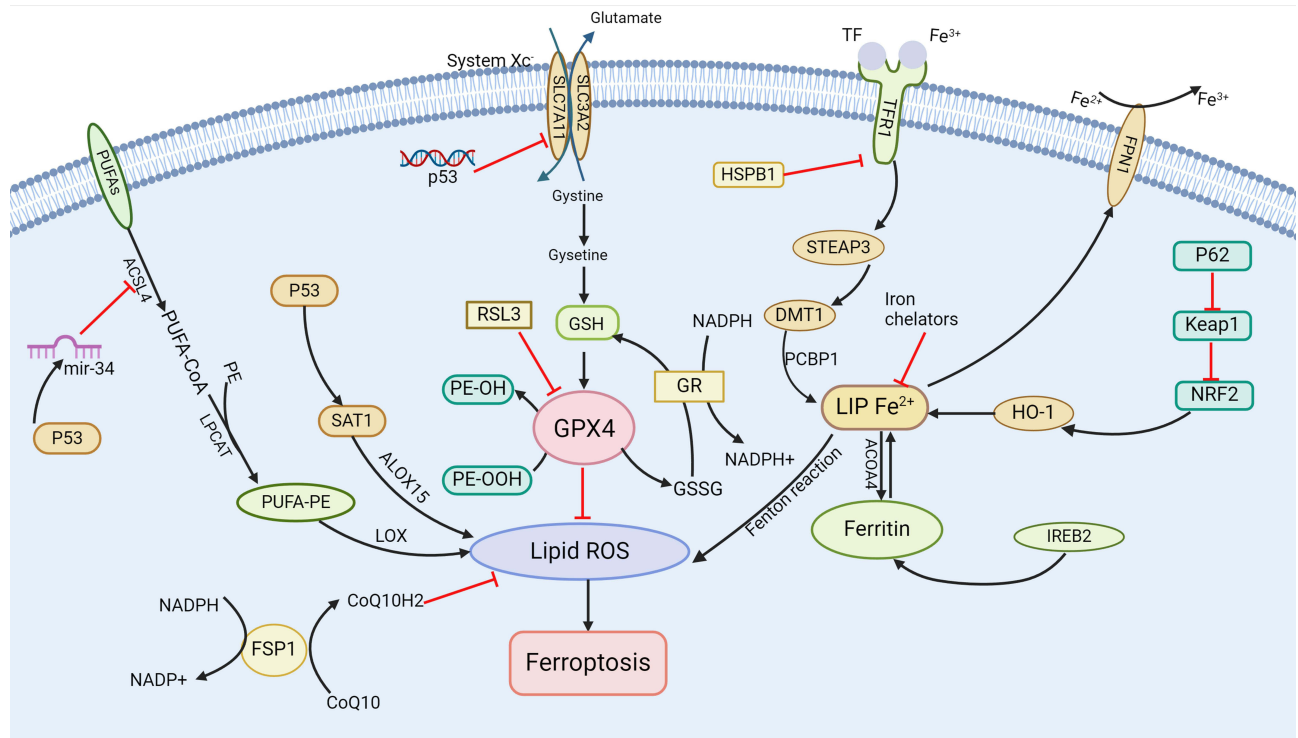 Glutamate
System Xc-
SLC7A11
SLC3A2
TF
Fe3+
TFR1
Fe2+
Fe3+
FPN1
PUFAs
p53
HSPB1
Gystine
ACSL4
STEAP3
P62
Gysetine
P53
Iron
chelators
RSL3
GSH
NADPH
DMT1
Keap1
PUFA-CoA
mir-34
PE
PCBP1
PE-OH
GR
LIP Fe2+
HO-1
NRF2
P53
LPCAT
SAT1
GPX4
NADPH+
ALOX15
PE-OOH
GSSG
ACOA4
PUFA-PE
Fenton reaction
Ferritin
IREB2
LOX
Lipid ROS
NADPH
CoQ10H2
FSP1
Ferroptosis
NADP+
CoQ10